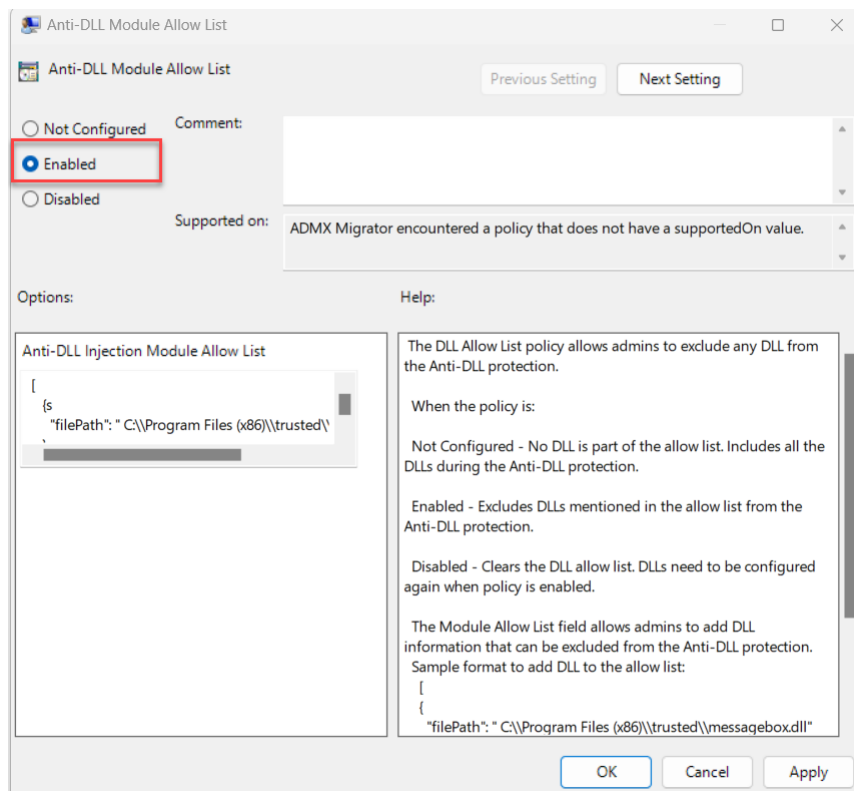 Anti-DLL Module Allow List
Anti-DLL Module Allow List
Previous Setting
Next Setting
Not Configured
Comment:
Enabled
Disabled
Supported on:
ADMX Migrator encountered a policy that does not have a supportedOn value.
Options:
Help:
Anti-DLL Injection Module Allow List
[
{s
"filePath": " C:\\Program Files (x86)\\trusted\'
The DLL Allow List policy allows admins to exclude any DLL from
the Anti-DLL protection.
When the policy is:
Not Configured - No DLL is part of the allow list. Includes all the
DLLs during the Anti-DLL protection.
Enabled - Excludes DLLs mentioned in the allow list from the
Anti-DLL protection.
Disabled - Clears the DLL allow list. DLLs need to be configured
again when policy is enabled.
The Module Allow List field allows admins to add DLL
information that can be excluded from the Anti-DLL protection.
Sample format to add DLL to the allow list:
[
{
"filePath": " C:\\Program Files (x86)\\trusted\\messagebox.dll"
OK
Cancel
Apply